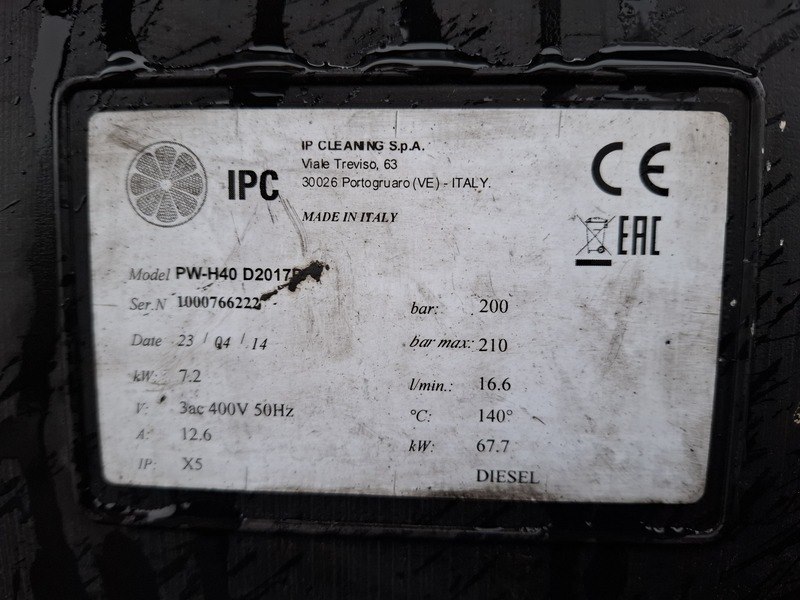 IPC
IP CLEANING S.p.A.
Viale Treviso, 63
30026 Portogruaro (VE) - ITALY.
MADE IN ITALY
CE
EAC
Model PW-H40
Ser.N 1000766222
Date 23 / 04 / 14
kW: 7.2
V: 3ac 400V 50Hz
A: 12.6
IP: X5
bar: 200
bar max.: 210
l/min.: 16.6
°C: 140°
kW: 67.7
DIESEL